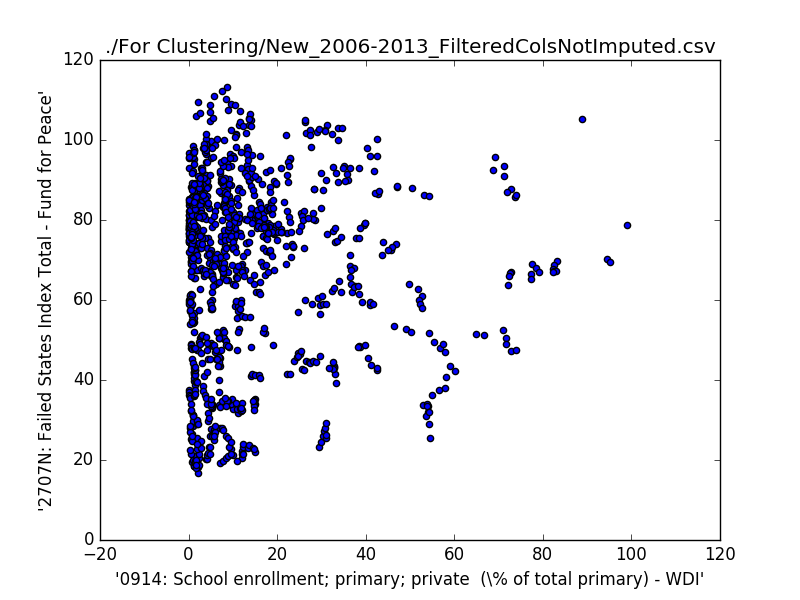 ./For Clustering/New_2006-2013_FilteredColsNotImputed.csv
120
100
80
60
40
20
0
'2707N: Failed States Index Total - Fund for Peace'
−20 0 20 40 60 80 100 120
'0914: School enrollment; primary; private  (\% of total primary) - WDI'